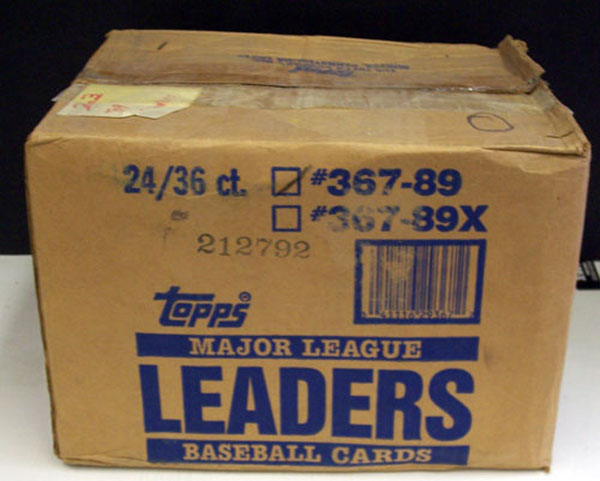 24/36 ct. #367-89
#367-89X
212792
topps
MAJOR LEAGUE
LEADERS
BASEBALL CARDS